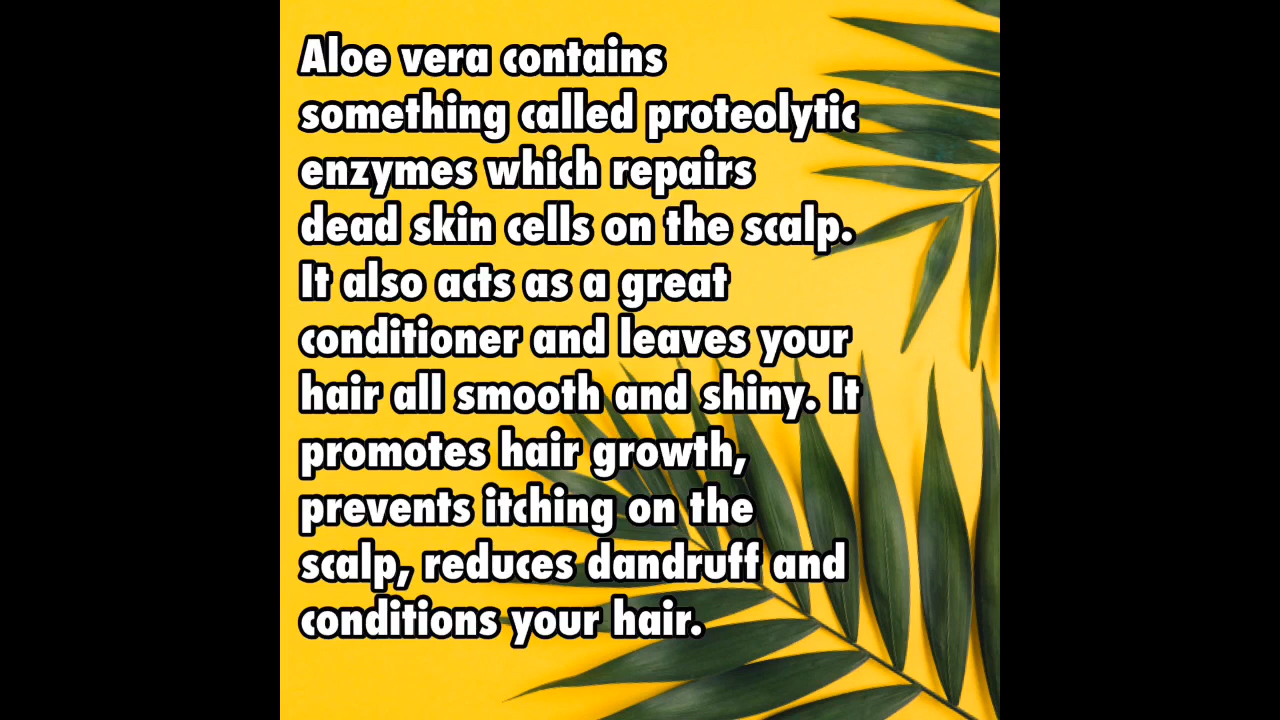 Aloe vera contains
something called proteolytic
enzymes which repairs
dead skin cells on the scalp.
It also acts as a great
conditioner and leaves your
hair all smooth and shiny. It
promotes hair growth,
prevents itching on the
scalp, reduces dandruff and
conditions your hair.